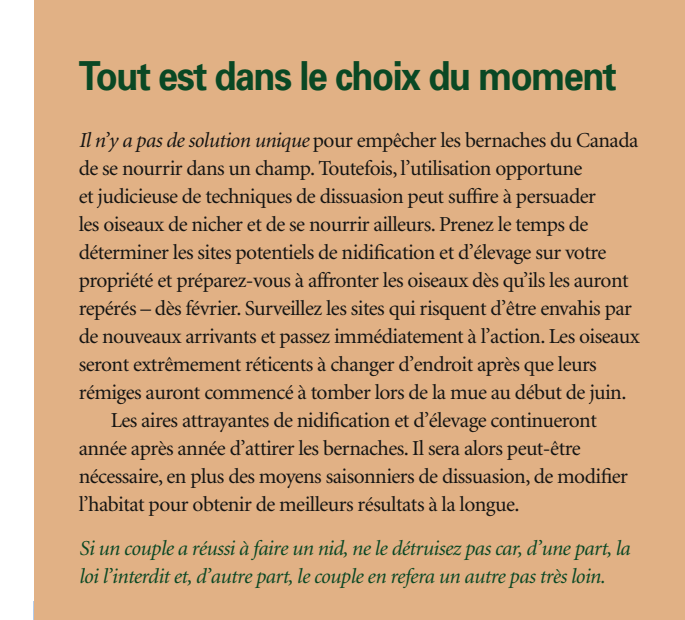 Tout est dans le choix du moment
Il n’y a pas de solution unique pour empêcher les bernaches du Canada
de se nourrir dans un champ. Toutefois, l’utilisation opportune
et judicieuse de techniques de dissuasion peut suffire à persuader
les oiseaux de nicher et de se nourrir ailleurs. Prenez le temps de
déterminer les sites potentiels de nidification et d’élevage sur votre
propriété et préparez-vous à affronter les oiseaux dès qu’ils les auront
repérés – dès février. Surveillez les sites qui risquent d’être envahis par
de nouveaux arrivants et passez immédiatement à l’action. Les oiseaux
seront extrêmement réticents à changer d’endroit après que leurs
rémiges auront commencé à tomber lors de la mue au début de juin.
Les aires attrayantes de nidification et d’élevage continueront
année après année d’attirer les bernaches. Il sera alors peut-être
nécessaire, en plus des moyens saisonniers de dissuasion, de modifier
l’habitat pour obtenir de meilleurs résultats à la longue.
Si un couple a réussi à faire un nid, ne le détruisez pas car, d’une part, la
loi l’interdit et, d’autre part, le couple en refera un autre pas très loin.